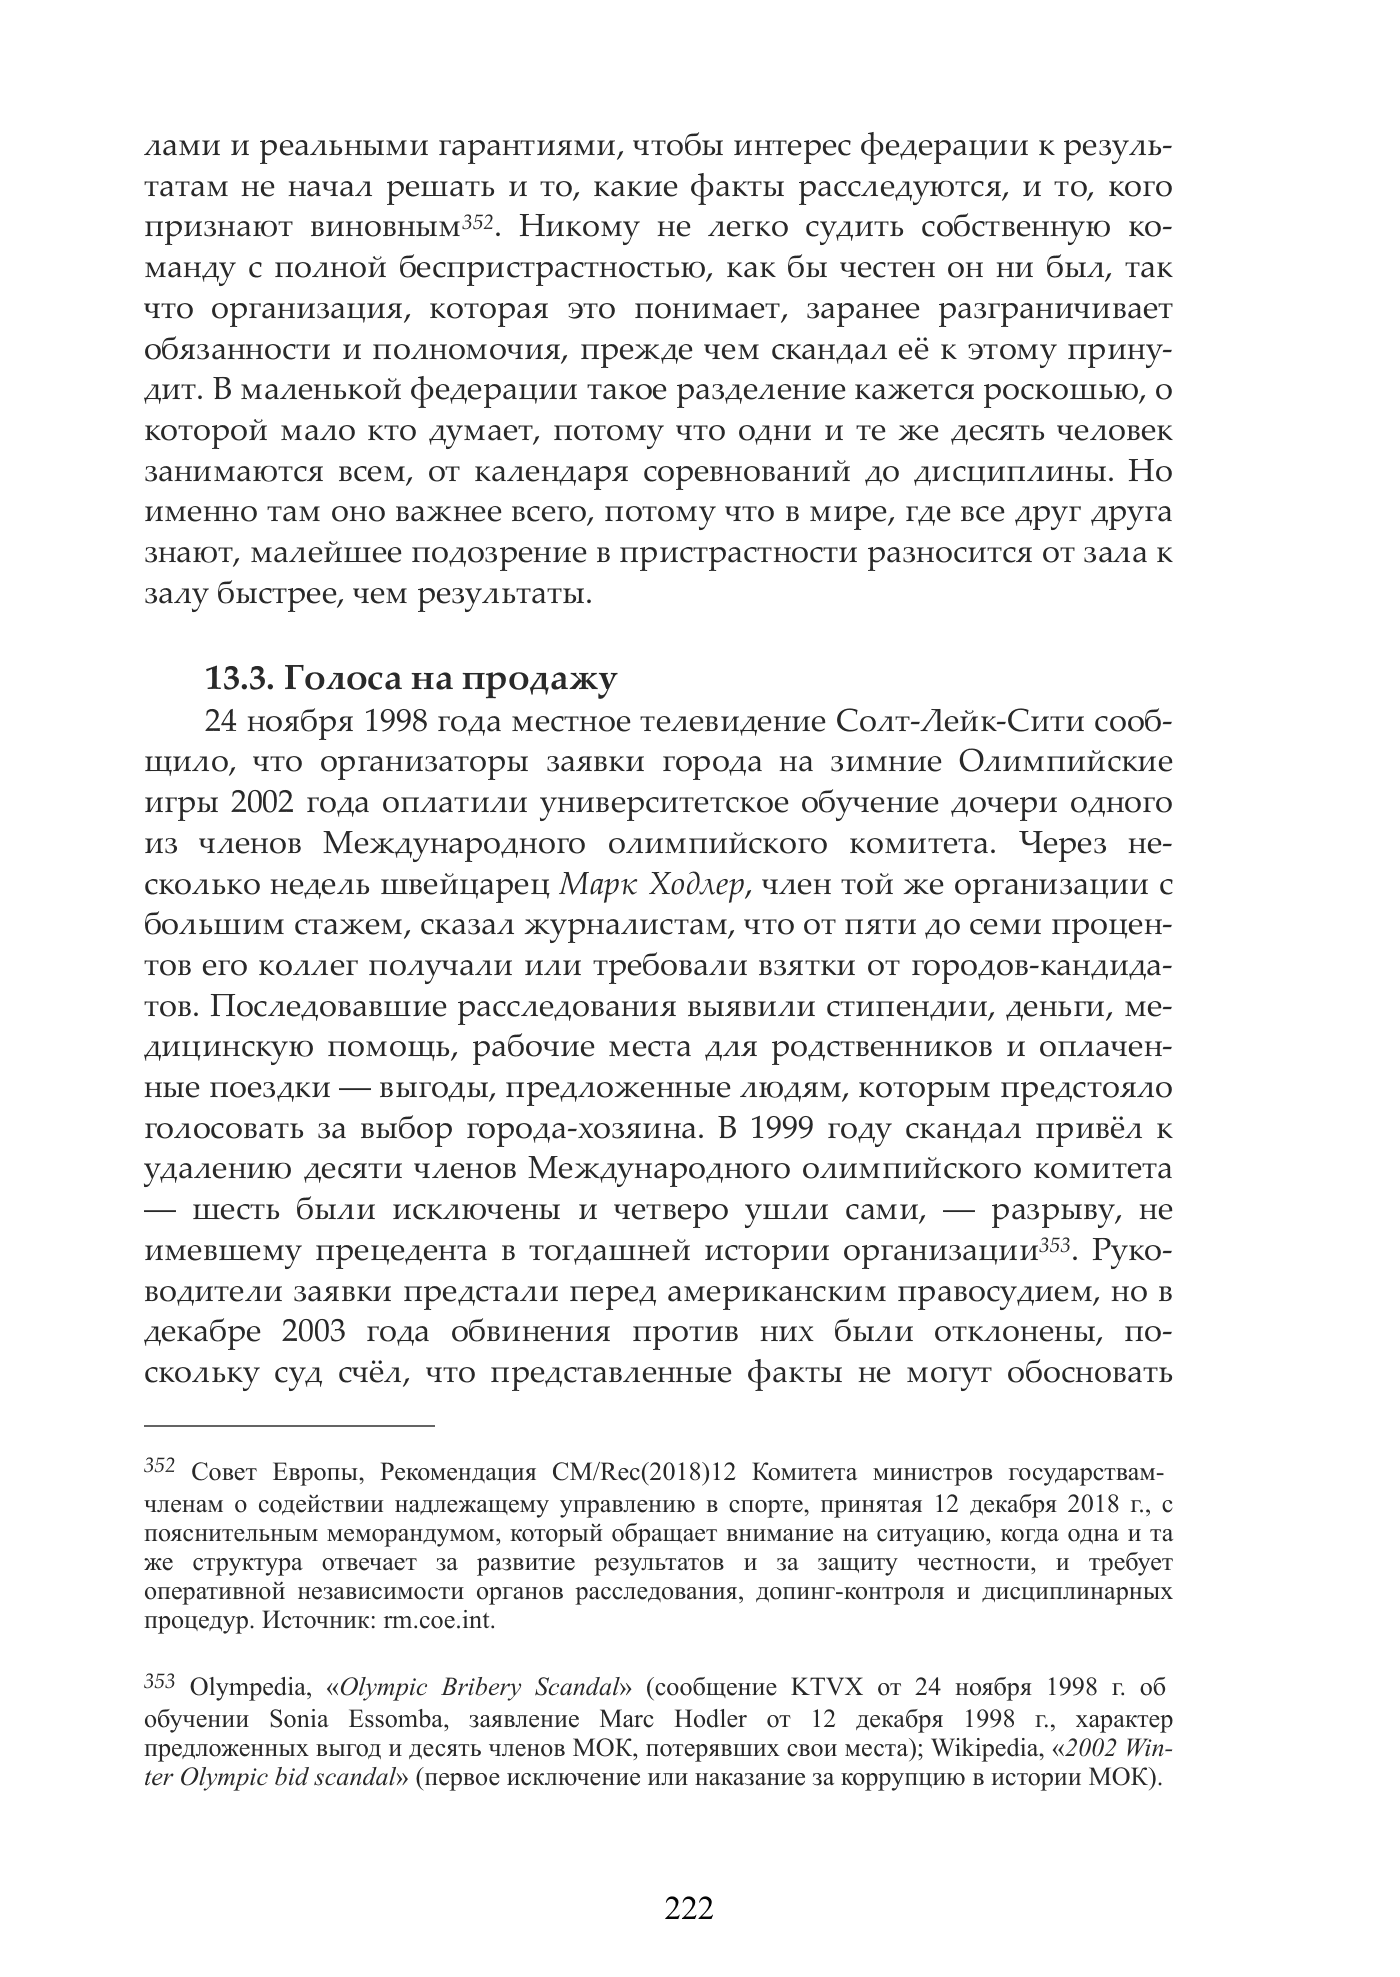 лами и реальными гарантиями, чтобы интерес федерации к резуль-
татам не начал решать и то, какие факты расследуются, и то, кого
признают виновным352. Никому не легко судить собственную ко-
манду с полной беспристрастностью, как бы честен он ни был, так
что организация, которая это понимает, заранее разграничивает
обязанности и полномочия, прежде чем скандал её к этому прину-
дит. В маленькой федерации такое разделение кажется роскошью, о
которой мало кто думает, потому что одни и те же десять человек
занимаются всем, от календаря соревнований до дисциплины. Но
именно там оно важнее всего, потому что в мире, где все друг друга
знают, малейшее подозрение в пристрастности разносится от зала к
залу быстрее, чем результаты.
13.3. Голоса на продажу
24 ноября 1998 года местное телевидение Солт-Лейк-Сити сооб-
щило, что организаторы заявки города на зимние Олимпийские
игры 2002 года оплатили университетское обучение дочери одного
из членов Международного олимпийского комитета. Через не-
сколько недель швейцарец Марк Ходлер, член той же организации с
большим стажем, сказал журналистам, что от пяти до семи процен-
тов его коллег получали или требовали взятки от городов-кандида-
тов. Последовавшие расследования выявили стипендии, деньги, ме-
дицинскую помощь, рабочие места для родственников и оплачен-
ные поездки — выгоды, предложенные людям, которым предстояло
голосовать за выбор города-хозяина. В 1999 году скандал привёл к
удалению десяти членов Международного олимпийского комитета
— шесть были исключены и четверо ушли сами, — разрыву, не
имевшему прецедента в тогдашней истории организации353. Руко-
водители заявки предстали перед американским правосудием, но в
декабре 2003 года обвинения против них были отклонены, по-
скольку суд счёл, что представленные факты не могут обосновать
352 Совет Европы, Рекомендация CM/Rec(2018)12 Комитета министров государствам-
членам о содействии надлежащему управлению в спорте, принятая 12 декабря 2018 г., с
пояснительным меморандумом, который обращает внимание на ситуацию, когда одна и та
же структура отвечает за развитие результатов и за защиту честности, и требует
оперативной независимости органов расследования, допинг-контроля и дисциплинарных
процедур. Источник: rm.coe.int.
353 Olympedia, «Olympic Bribery Scandal» (сообщение KTVX от 24 ноября 1998 г. об
обучении Sonia Essomba, заявление Marc Hodler от 12 декабря 1998 г., характер
предложенных выгод и десять членов МОК, потерявших свои места); Wikipedia, «2002 Win-
ter Olympic bid scandal» (первое исключение или наказание за коррупцию в истории МОК).
222